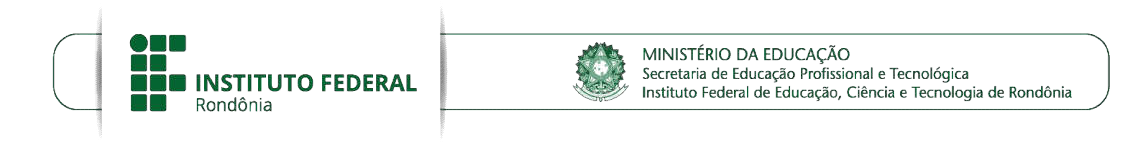 INSTITUTO FEDERAL
Rondônia
MINISTÉRIO DA EDUCAÇÃO
Secretaria de Educação Profissional e Tecnológica
Instituto Federal de Educação, Ciência e Tecnologia de Rondônia